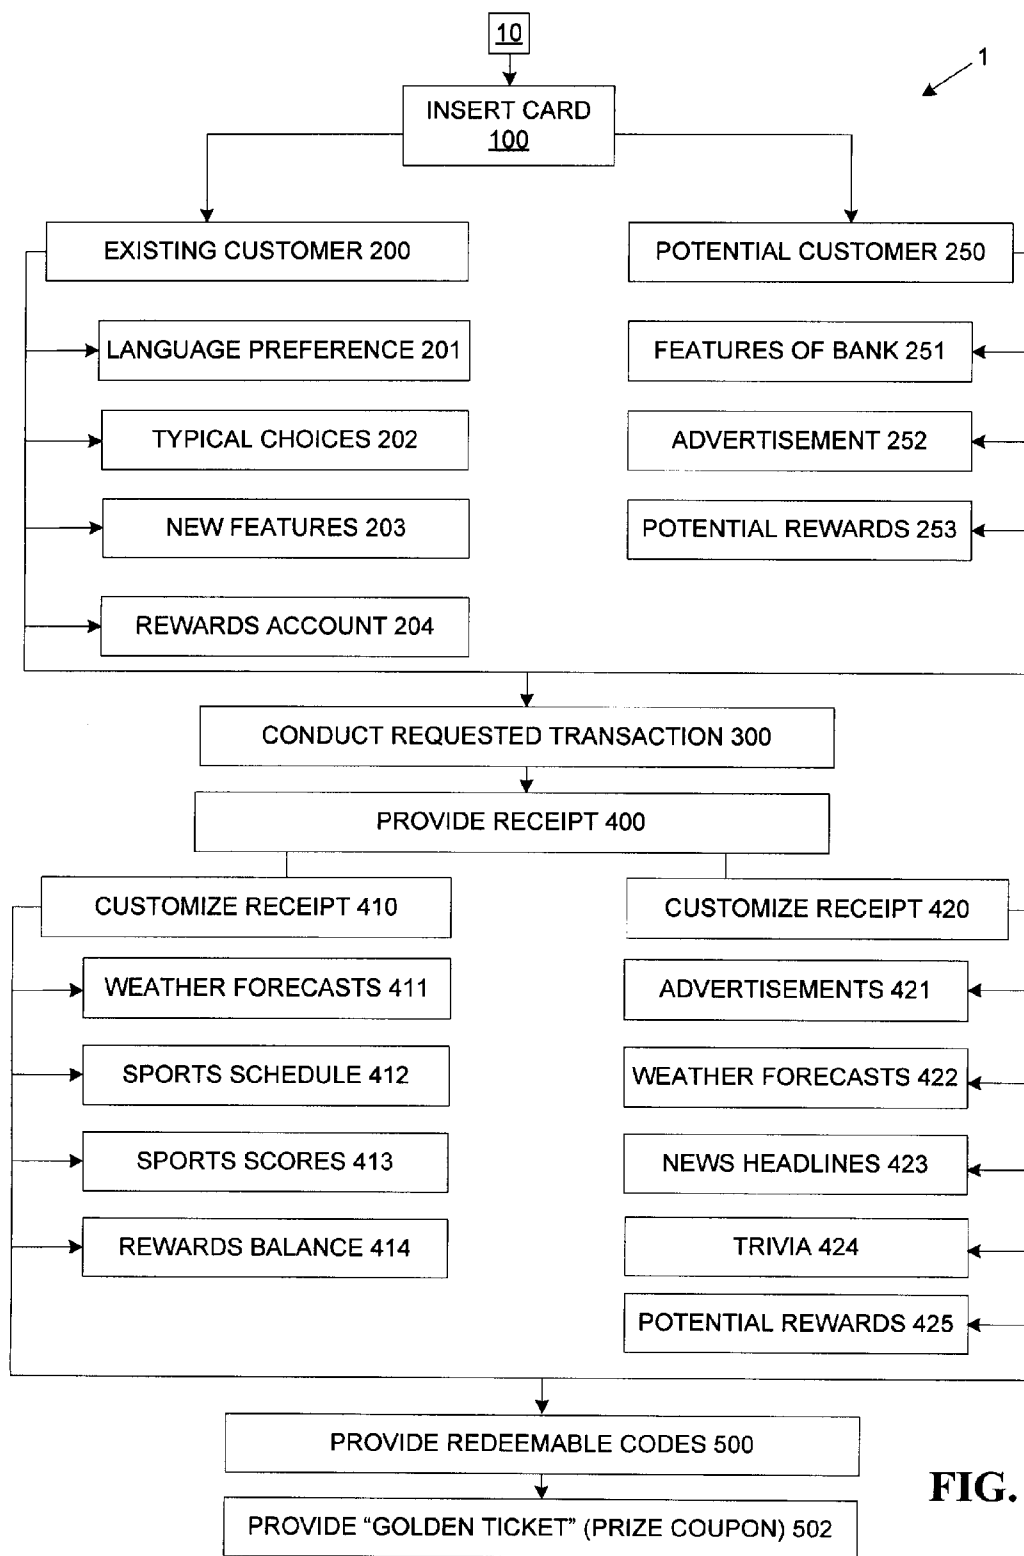 10
1
INSERT CARD
100
EXISTING CUSTOMER 200
POTENTIAL CUSTOMER 250
LANGUAGE PREFERENCE 201
FEATURES OF BANK 251
TYPICAL CHOICES 202
ADVERTISEMENT 252
NEW FEATURES 203
POTENTIAL REWARDS 253
REWARDS ACCOUNT 204
CONDUCT REQUESTED TRANSACTION 300
PROVIDE RECEIPT 400
CUSTOMIZE RECEIPT 410
CUSTOMIZE RECEIPT 420
WEATHER FORECASTS 411
ADVERTISEMENTS 421
SPORTS SCHEDULE 412
WEATHER FORECASTS 422
SPORTS SCORES 413
NEWS HEADLINES 423
REWARDS BALANCE 414
TRIVIA 424
POTENTIAL REWARDS 425
PROVIDE REDEEMABLE CODES 500
FIG.
PROVIDE “GOLDEN TICKET” (PRIZE COUPON) 502